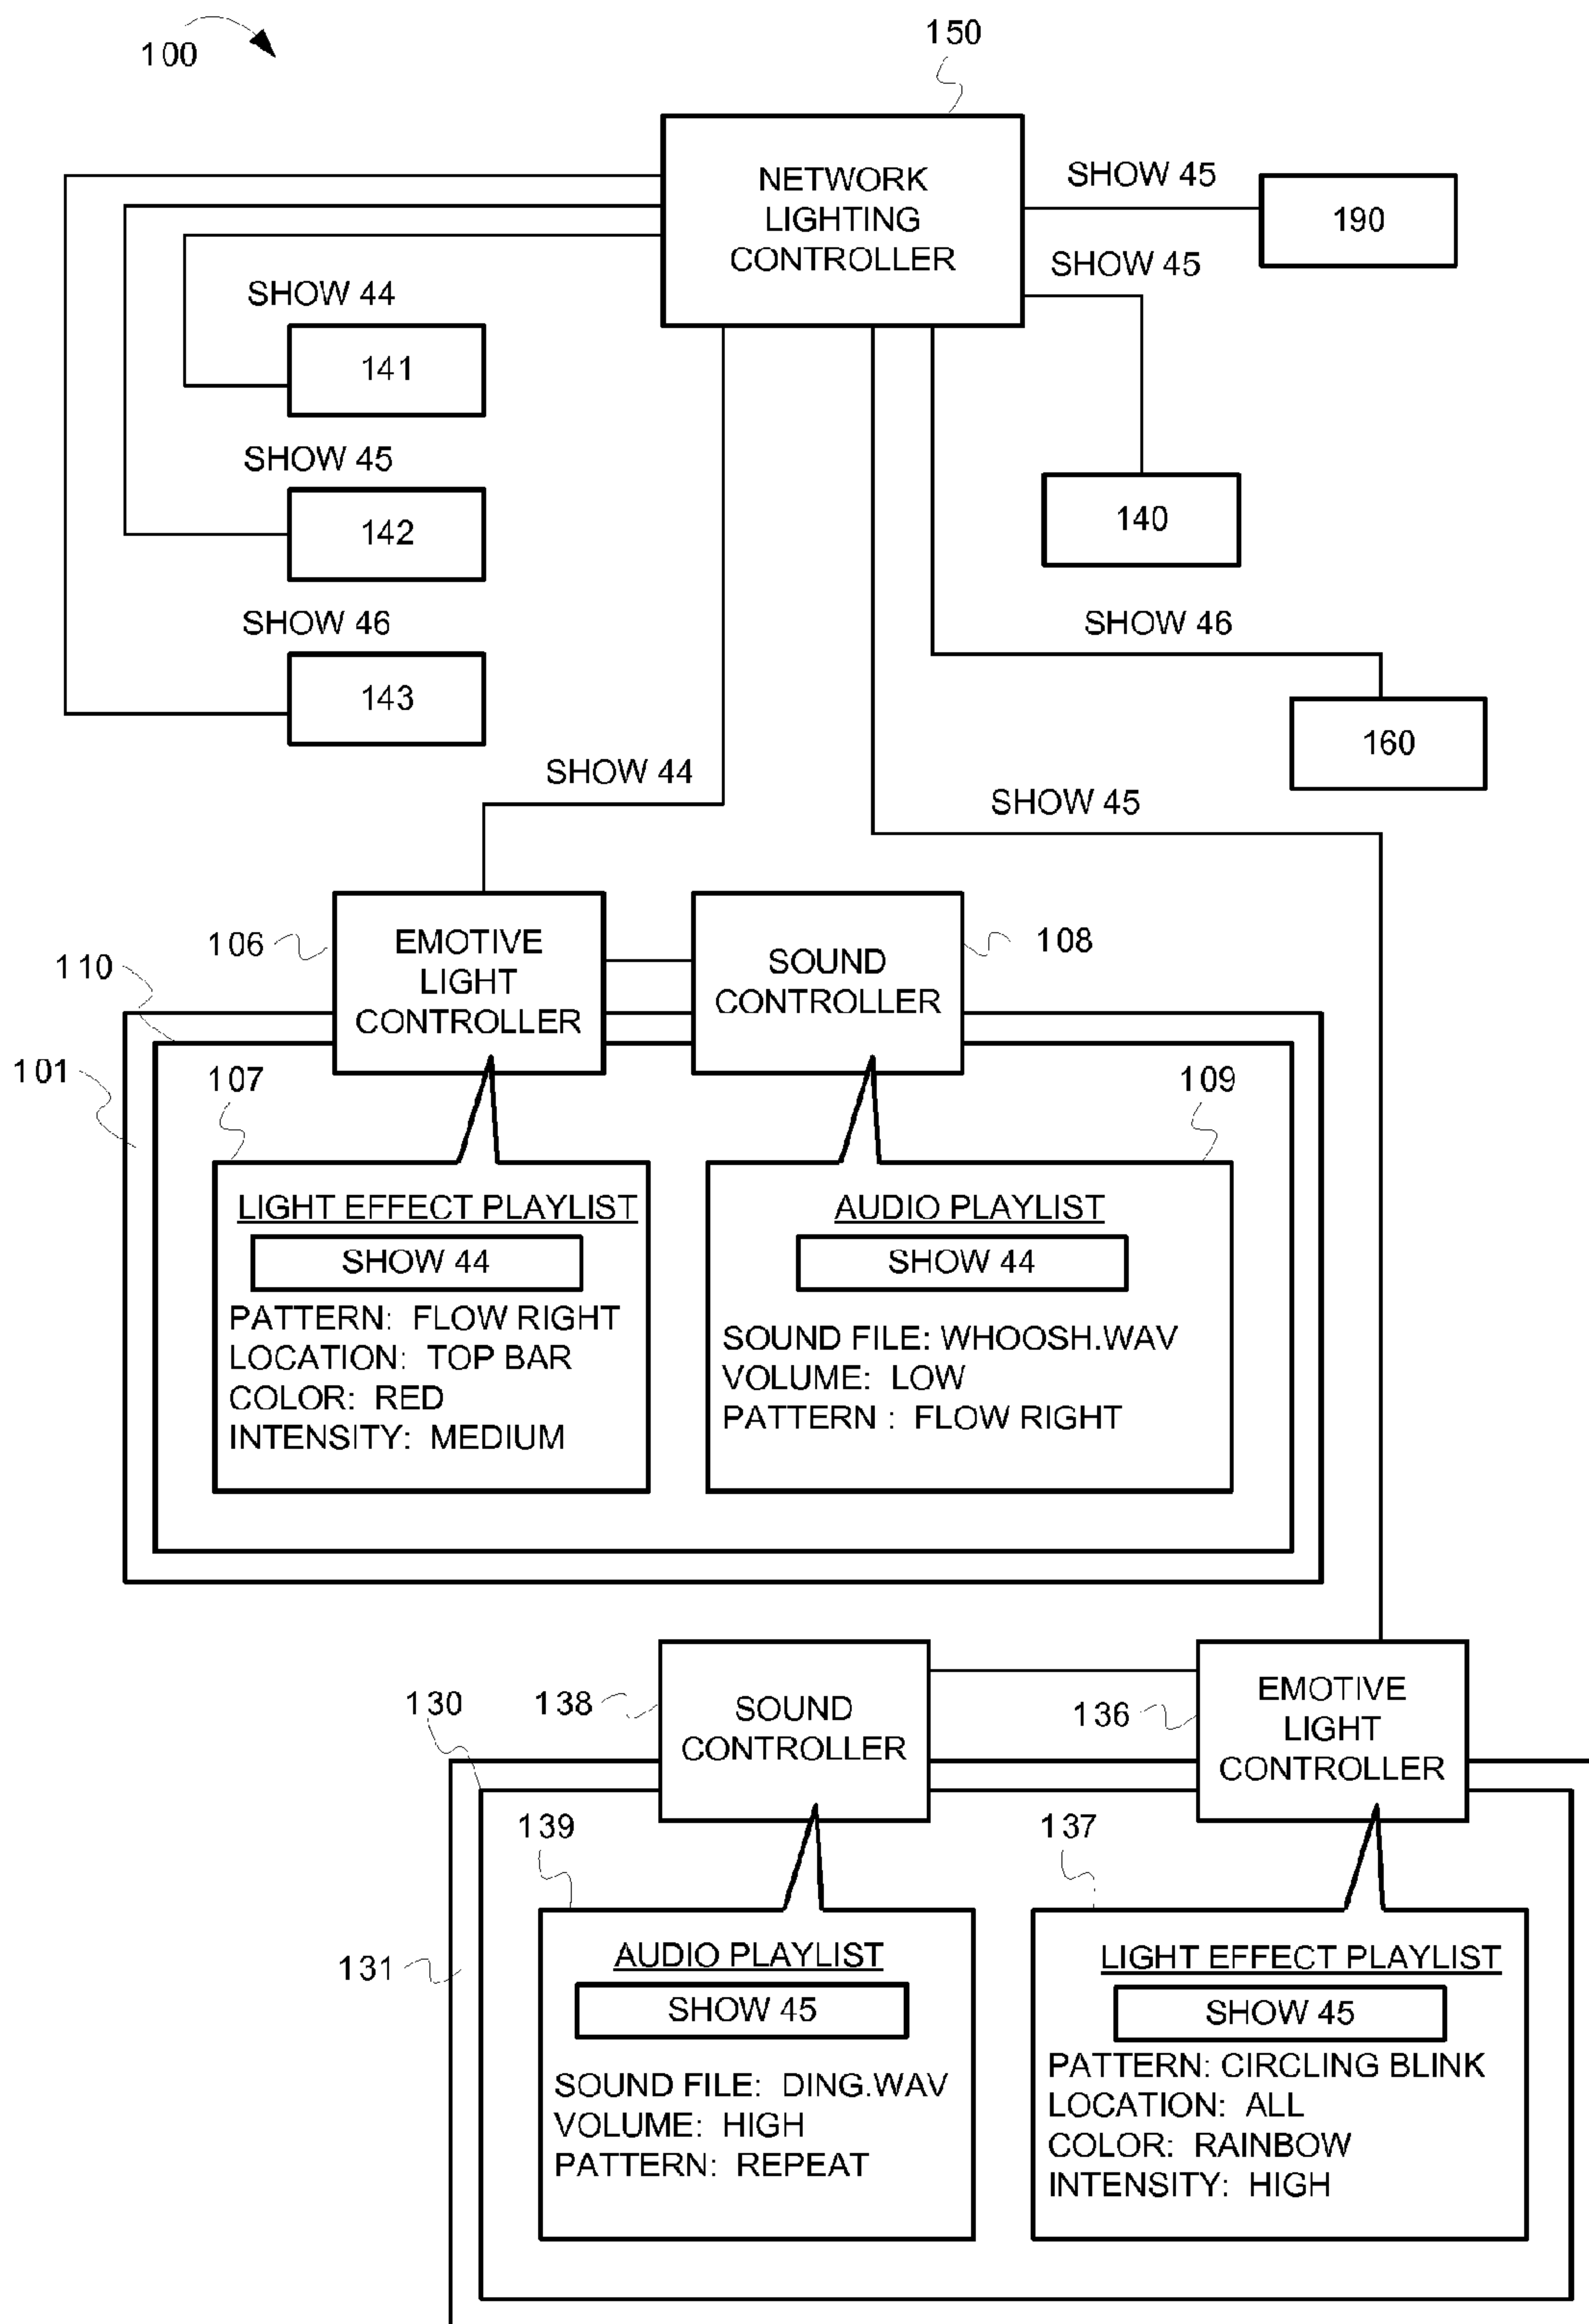 100
150
NETWORK
LIGHTING
CONTROLLER
SHOW 45
190
SHOW 45
SHOW 44
141
SHOW 45
142
140
SHOW 46
143
SHOW 46
160
SHOW 44
SHOW 45
106
EMOTIVE
LIGHT
CONTROLLER
SOUND
CONTROLLER
108
110
101
107
109
LIGHT EFFECT PLAYLIST
SHOW 44
PATTERN: FLOW RIGHT
LOCATION: TOP BAR
COLOR: RED
INTENSITY: MEDIUM
AUDIO PLAYLIST
SHOW 44
SOUND FILE: WHOOSH.WAV
VOLUME: LOW
PATTERN : FLOW RIGHT
130
138
SOUND
CONTROLLER
136
EMOTIVE
LIGHT
CONTROLLER
139
137
131
AUDIO PLAYLIST
SHOW 45
SOUND FILE: DING.WAV
VOLUME: HIGH
PATTERN: REPEAT
LIGHT EFFECT PLAYLIST
SHOW 45
PATTERN: CIRCLING BLINK
LOCATION: ALL
COLOR: RAINBOW
INTENSITY: HIGH